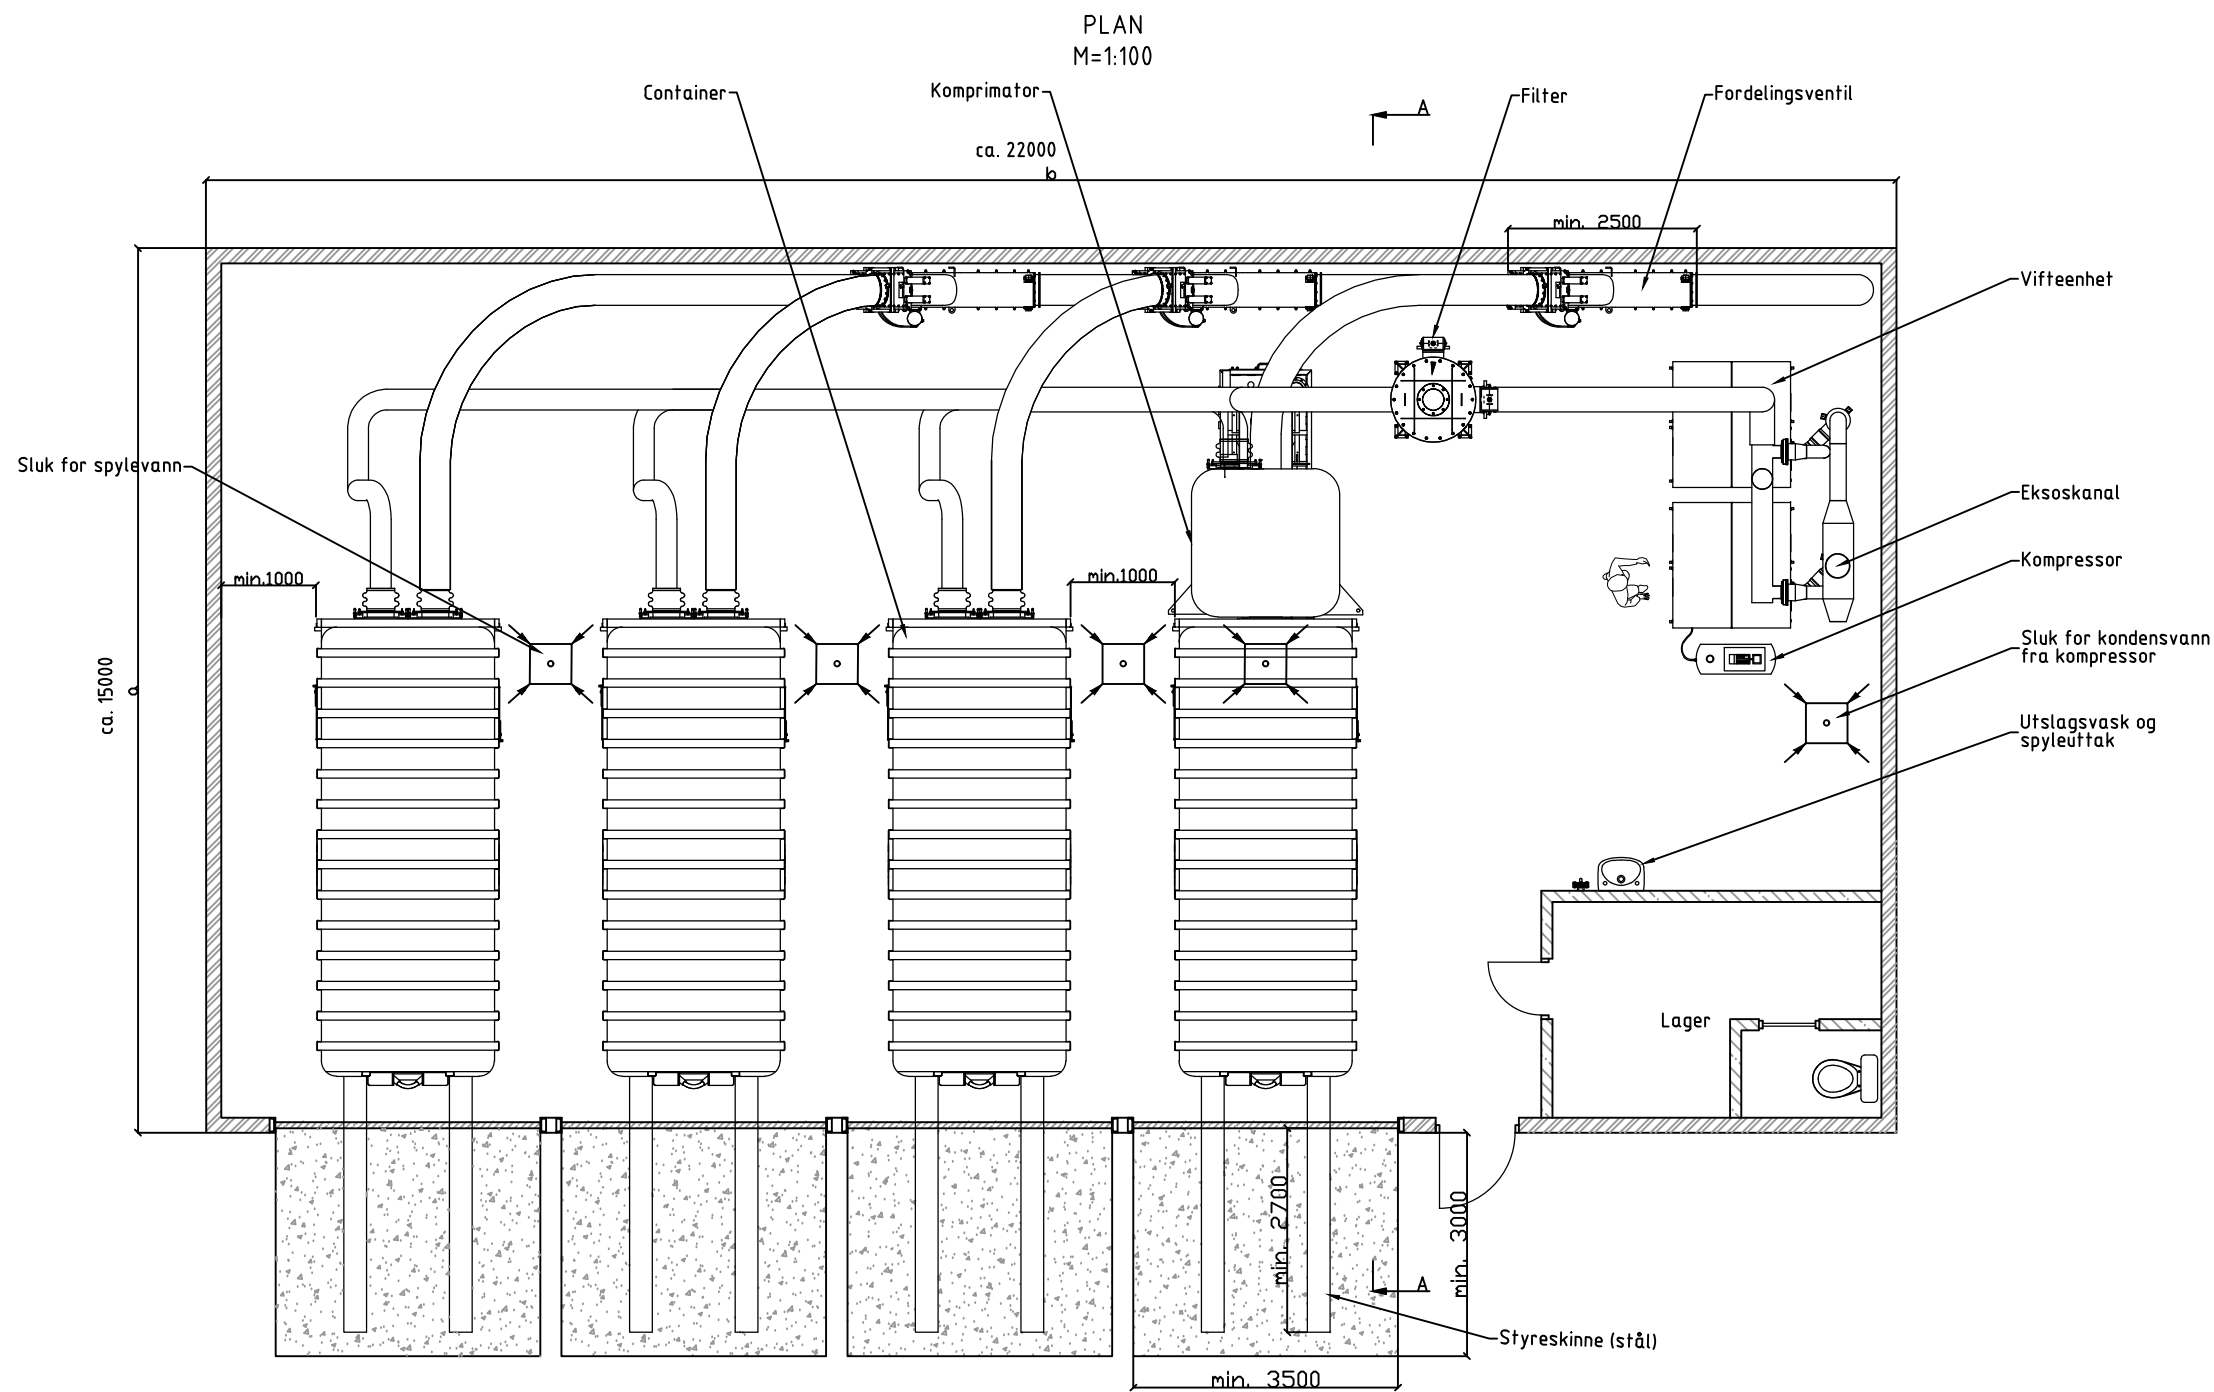 PLAN
M=1:100
Container
Komprimator
A
Filter
Fordelingsventil
ca. 22000
b
min. 2500
Vifteenhet
Sluk for spylevann
Eksoskanal
min.1000
min.1000
Kompressor
Sluk for kondensvann
fra kompressor
ca. 15000
a
Utslagsvask og
spyleuttak
Lager
min. 2700
min. 3000
A
Styreskinne (stål)
min. 3500